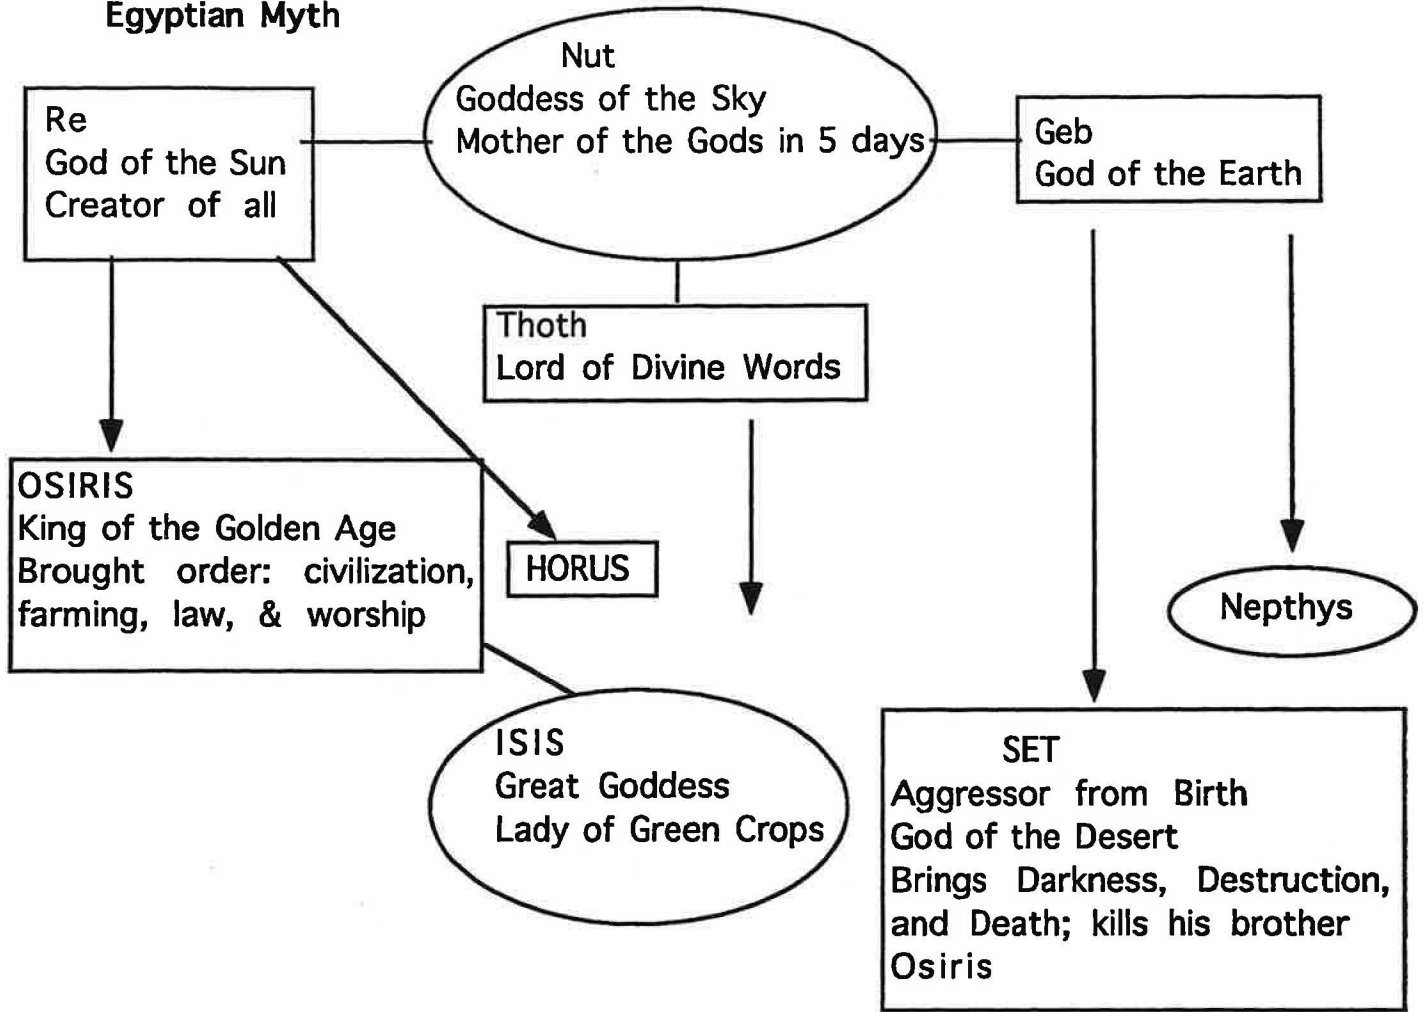 Egyptian Myth
Nut
Goddess of the Sky
Mother of the Gods in 5 days
Re
God of the Sun
Creator of all
Geb
God of the Earth
Thoth
Lord of Divine Words
OSIRIS
King of the Golden Age
Brought order: civilization,
farming, law, & worship
HORUS
Nepthys
ISIS
Great Goddess
Lady of Green Crops
SET
Aggressor from Birth
God of the Desert
Brings Darkness, Destruction,
and Death; kills his brother
Osiris